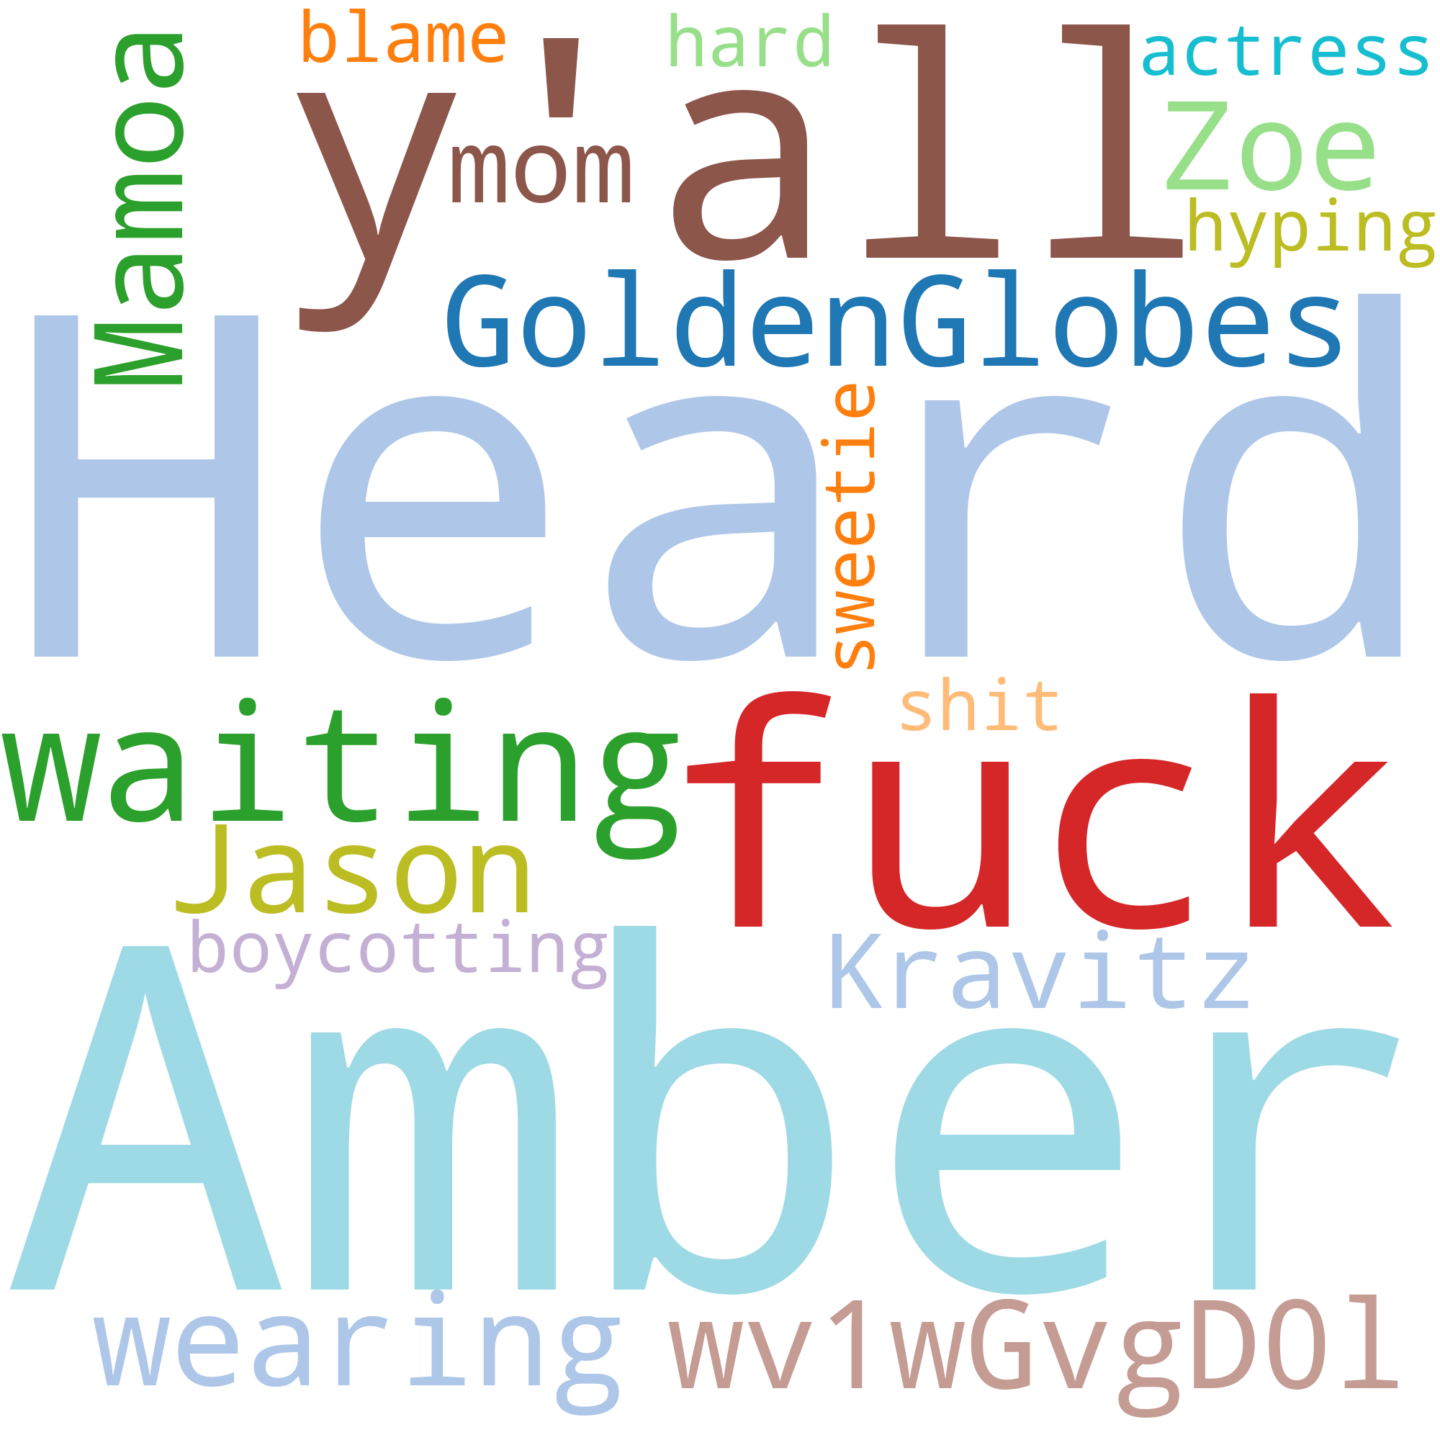 blame
hard
actress
Mamoa
y'all
mom
Zoe
hyping
GoldenGlobes
Heard
sweetie
shit
waiting
fuck
Jason
boycotting
Kravitz
Amber
wearing
wv1wGvgDOl